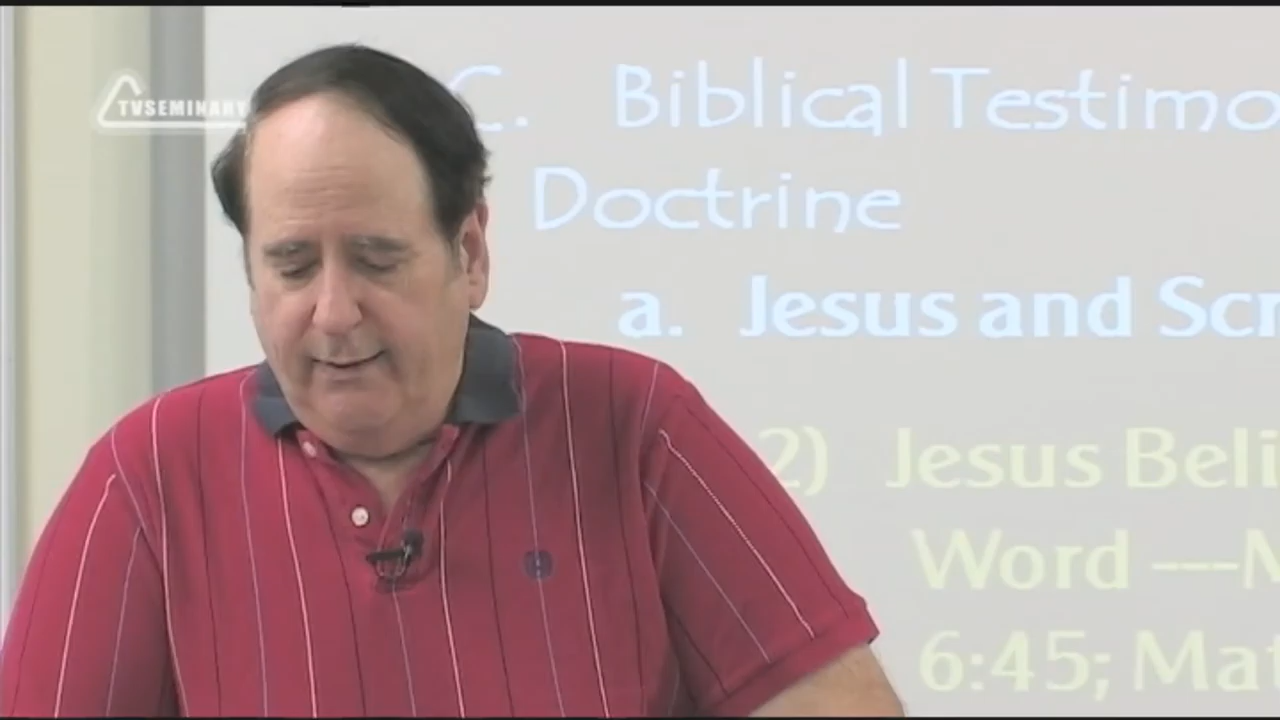 TVSEMINARY
C. Biblical Testimo
Doctrine
a. Jesus and Scr
2) Jesus Beli
Word ---M
6:45; Mat